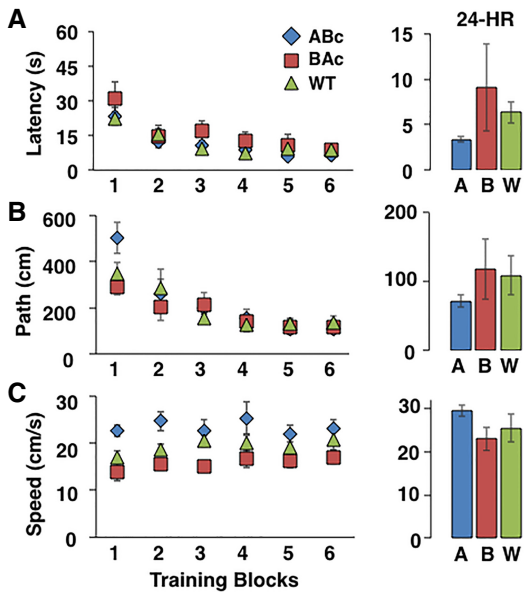 A
24-HR
Latency (s)
60
45
30
15
0
ABc
BAc
WT
1 2 3 4 5 6
15
10
5
0
A B W
B
Path (cm)
600
400
200
0
1 2 3 4 5 6
200
100
0
A B W
C
Speed (cm/s)
30
20
10
0
1 2 3 4 5 6
Training Blocks
30
20
10
0
A B W